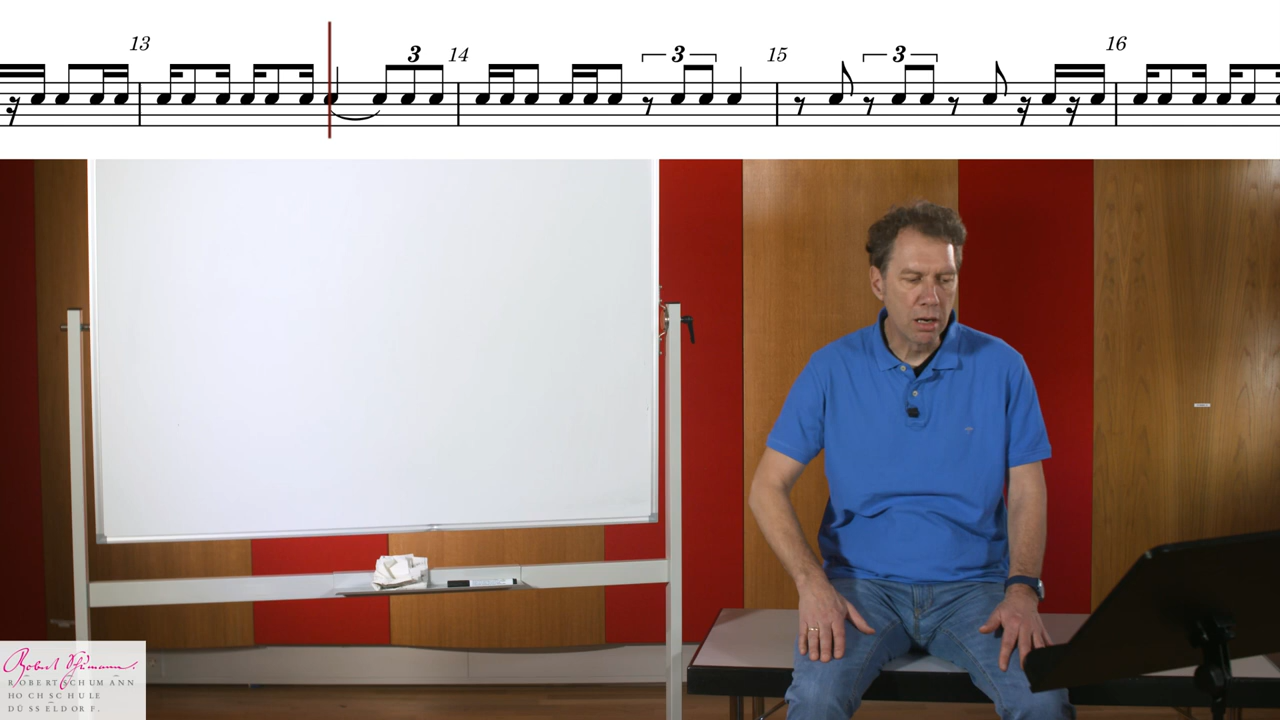 13
14
15
16
3
3
3
Robert Schumann
ROBERT SCHUMANN
HOCHSCHULE
DÜSSELDORF.